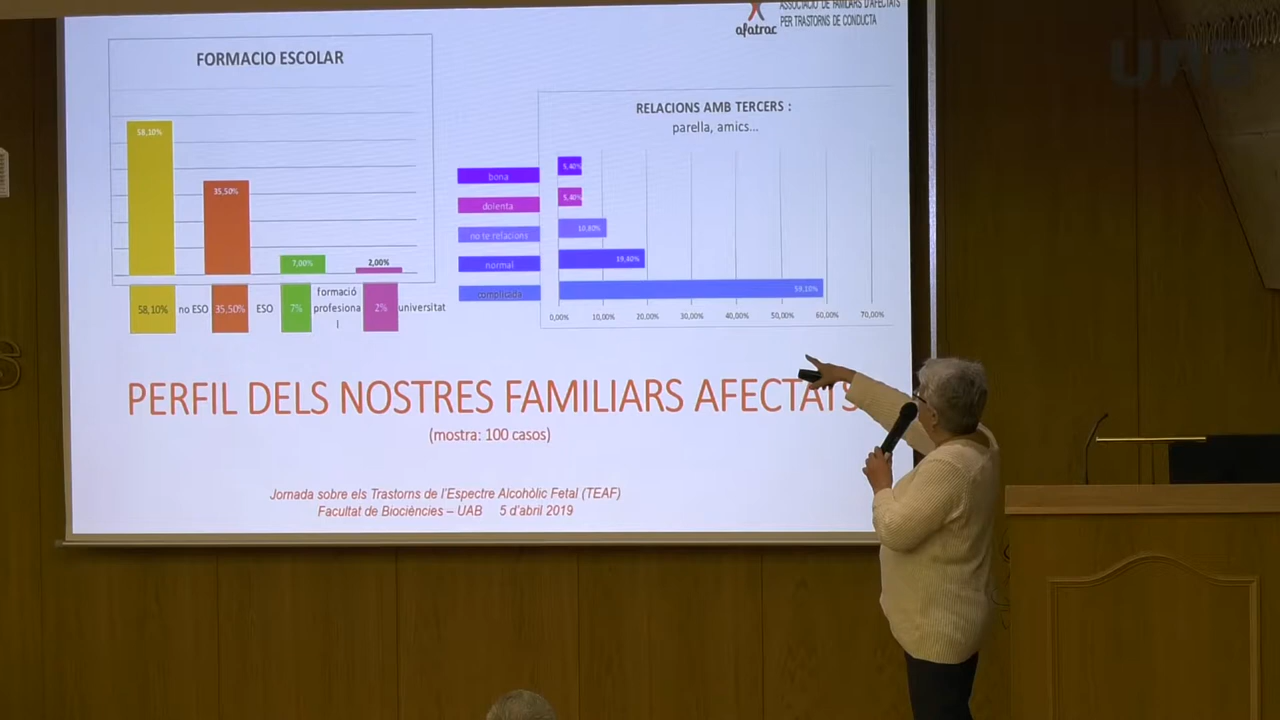 ASSOCIACIÓ DE FAMILIARS D'AFECTATS
PER TRASTORNS DE CONDUCTA
afatrac
UAB
FORMACIO ESCOLAR
58,10%
35,50%
7,00%
2,00%
58,10% no ESO 35,50% ESO 7% formació profesiona l 2% universitat
RELACIONS AMB TERCERS :
parella, amics...
bona 5,40%
dolenta 5,40%
no te relacions 10,80%
normal 19,40%
complicada 59,10%
0,00% 10,00% 20,00% 30,00% 40,00% 50,00% 60,00% 70,00%
PERFIL DELS NOSTRES FAMILIARS AFECTATS
(mostra: 100 casos)
Jornada sobre els Trastorns de l'Espectre Alcohòlic Fetal (TEAF)
Facultat de Biociències – UAB 5 d'abril 2019